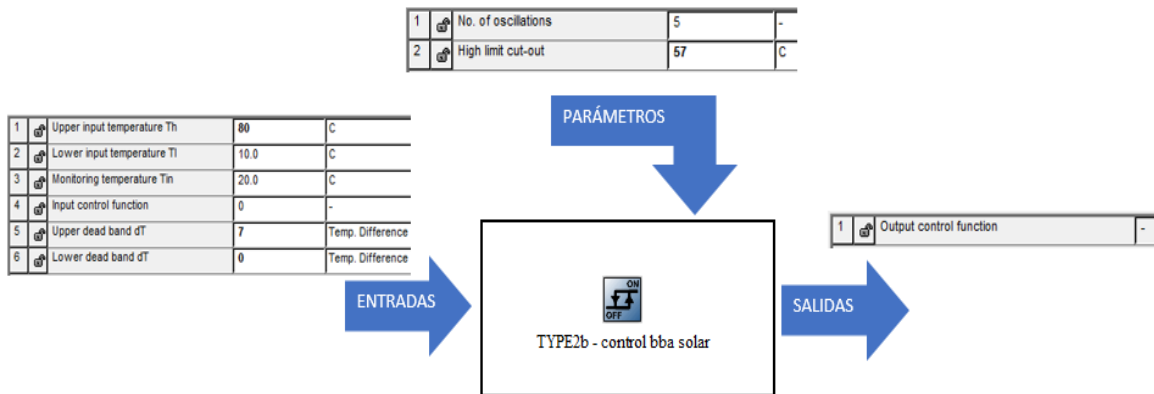 1 No. of oscillations 5 -
2 High limit cut-out 57 C
PARÁMETROS
1 Upper input temperature Th 80 C
2 Lower input temperature Tl 10.0 C
3 Monitoring temperature Tin 20.0 C
4 Input control function 0 -
5 Upper dead band dT 7 Temp. Difference
6 Lower dead band dT 0 Temp. Difference
ENTRADAS
ON
OFF
TYPE2b - control bba solar
SALIDAS
1 Output control function -